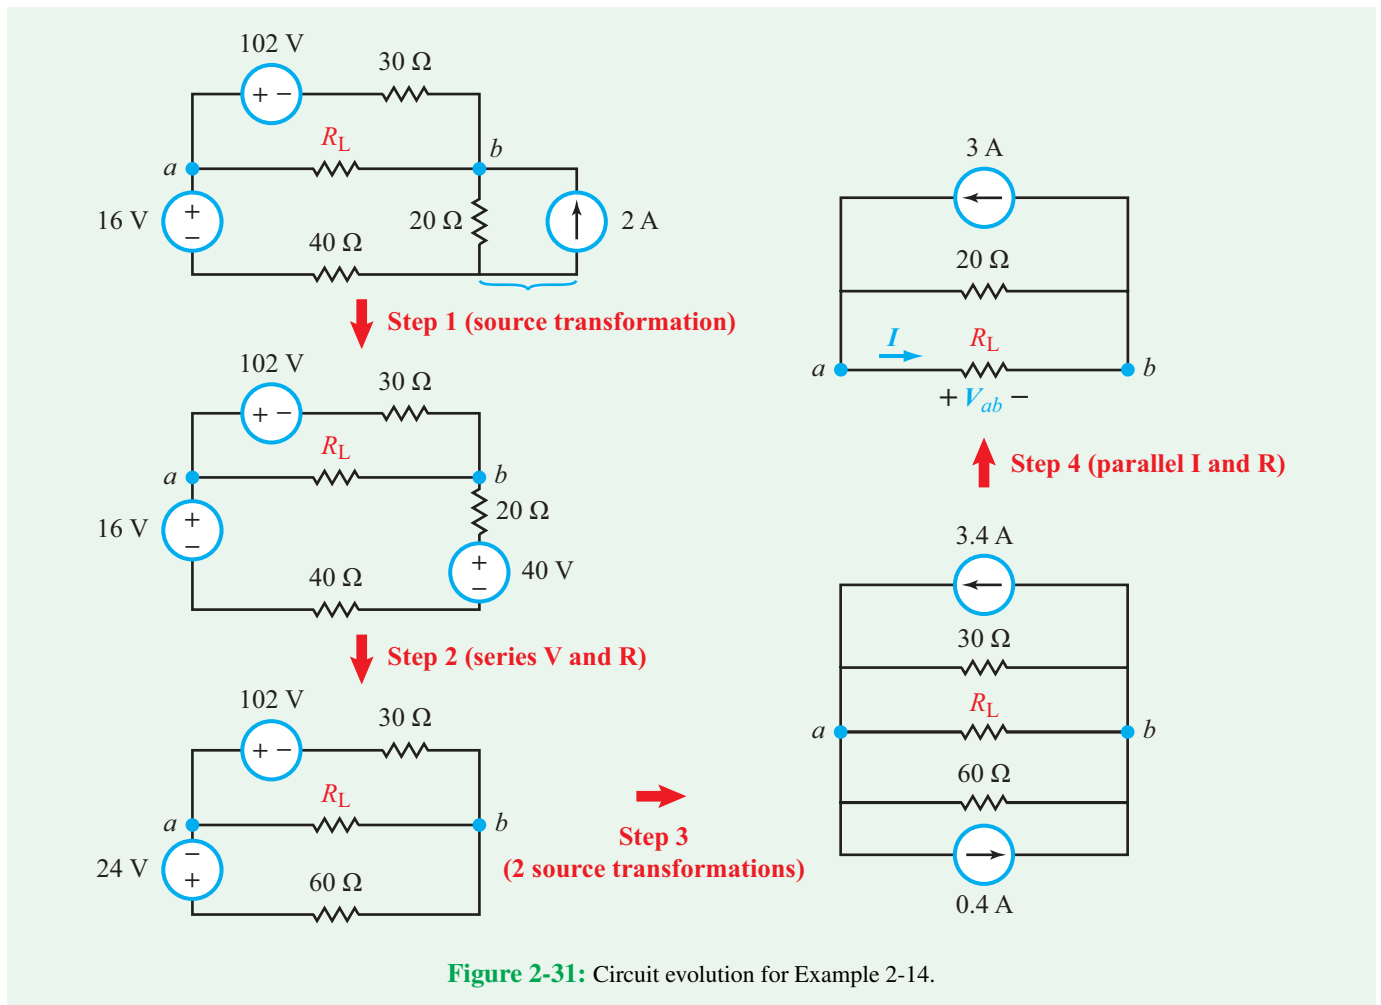 102 V
30 Ω
R_L
a
b
16 V
+ −
+
−
20 Ω
2 A
40 Ω
Step 1 (source transformation)
102 V
30 Ω
+ −
R_L
a
b
16 V
+
−
20 Ω
+
−
40 V
40 Ω
Step 2 (series V and R)
102 V
30 Ω
+ −
R_L
a
b
24 V
−
+
60 Ω
Step 3
(2 source transformations)
3.4 A
30 Ω
R_L
a
b
60 Ω
0.4 A
Step 4 (parallel I and R)
3 A
20 Ω
I
R_L
a
b
+ V_ab −
Figure 2-31: Circuit evolution for Example 2-14.